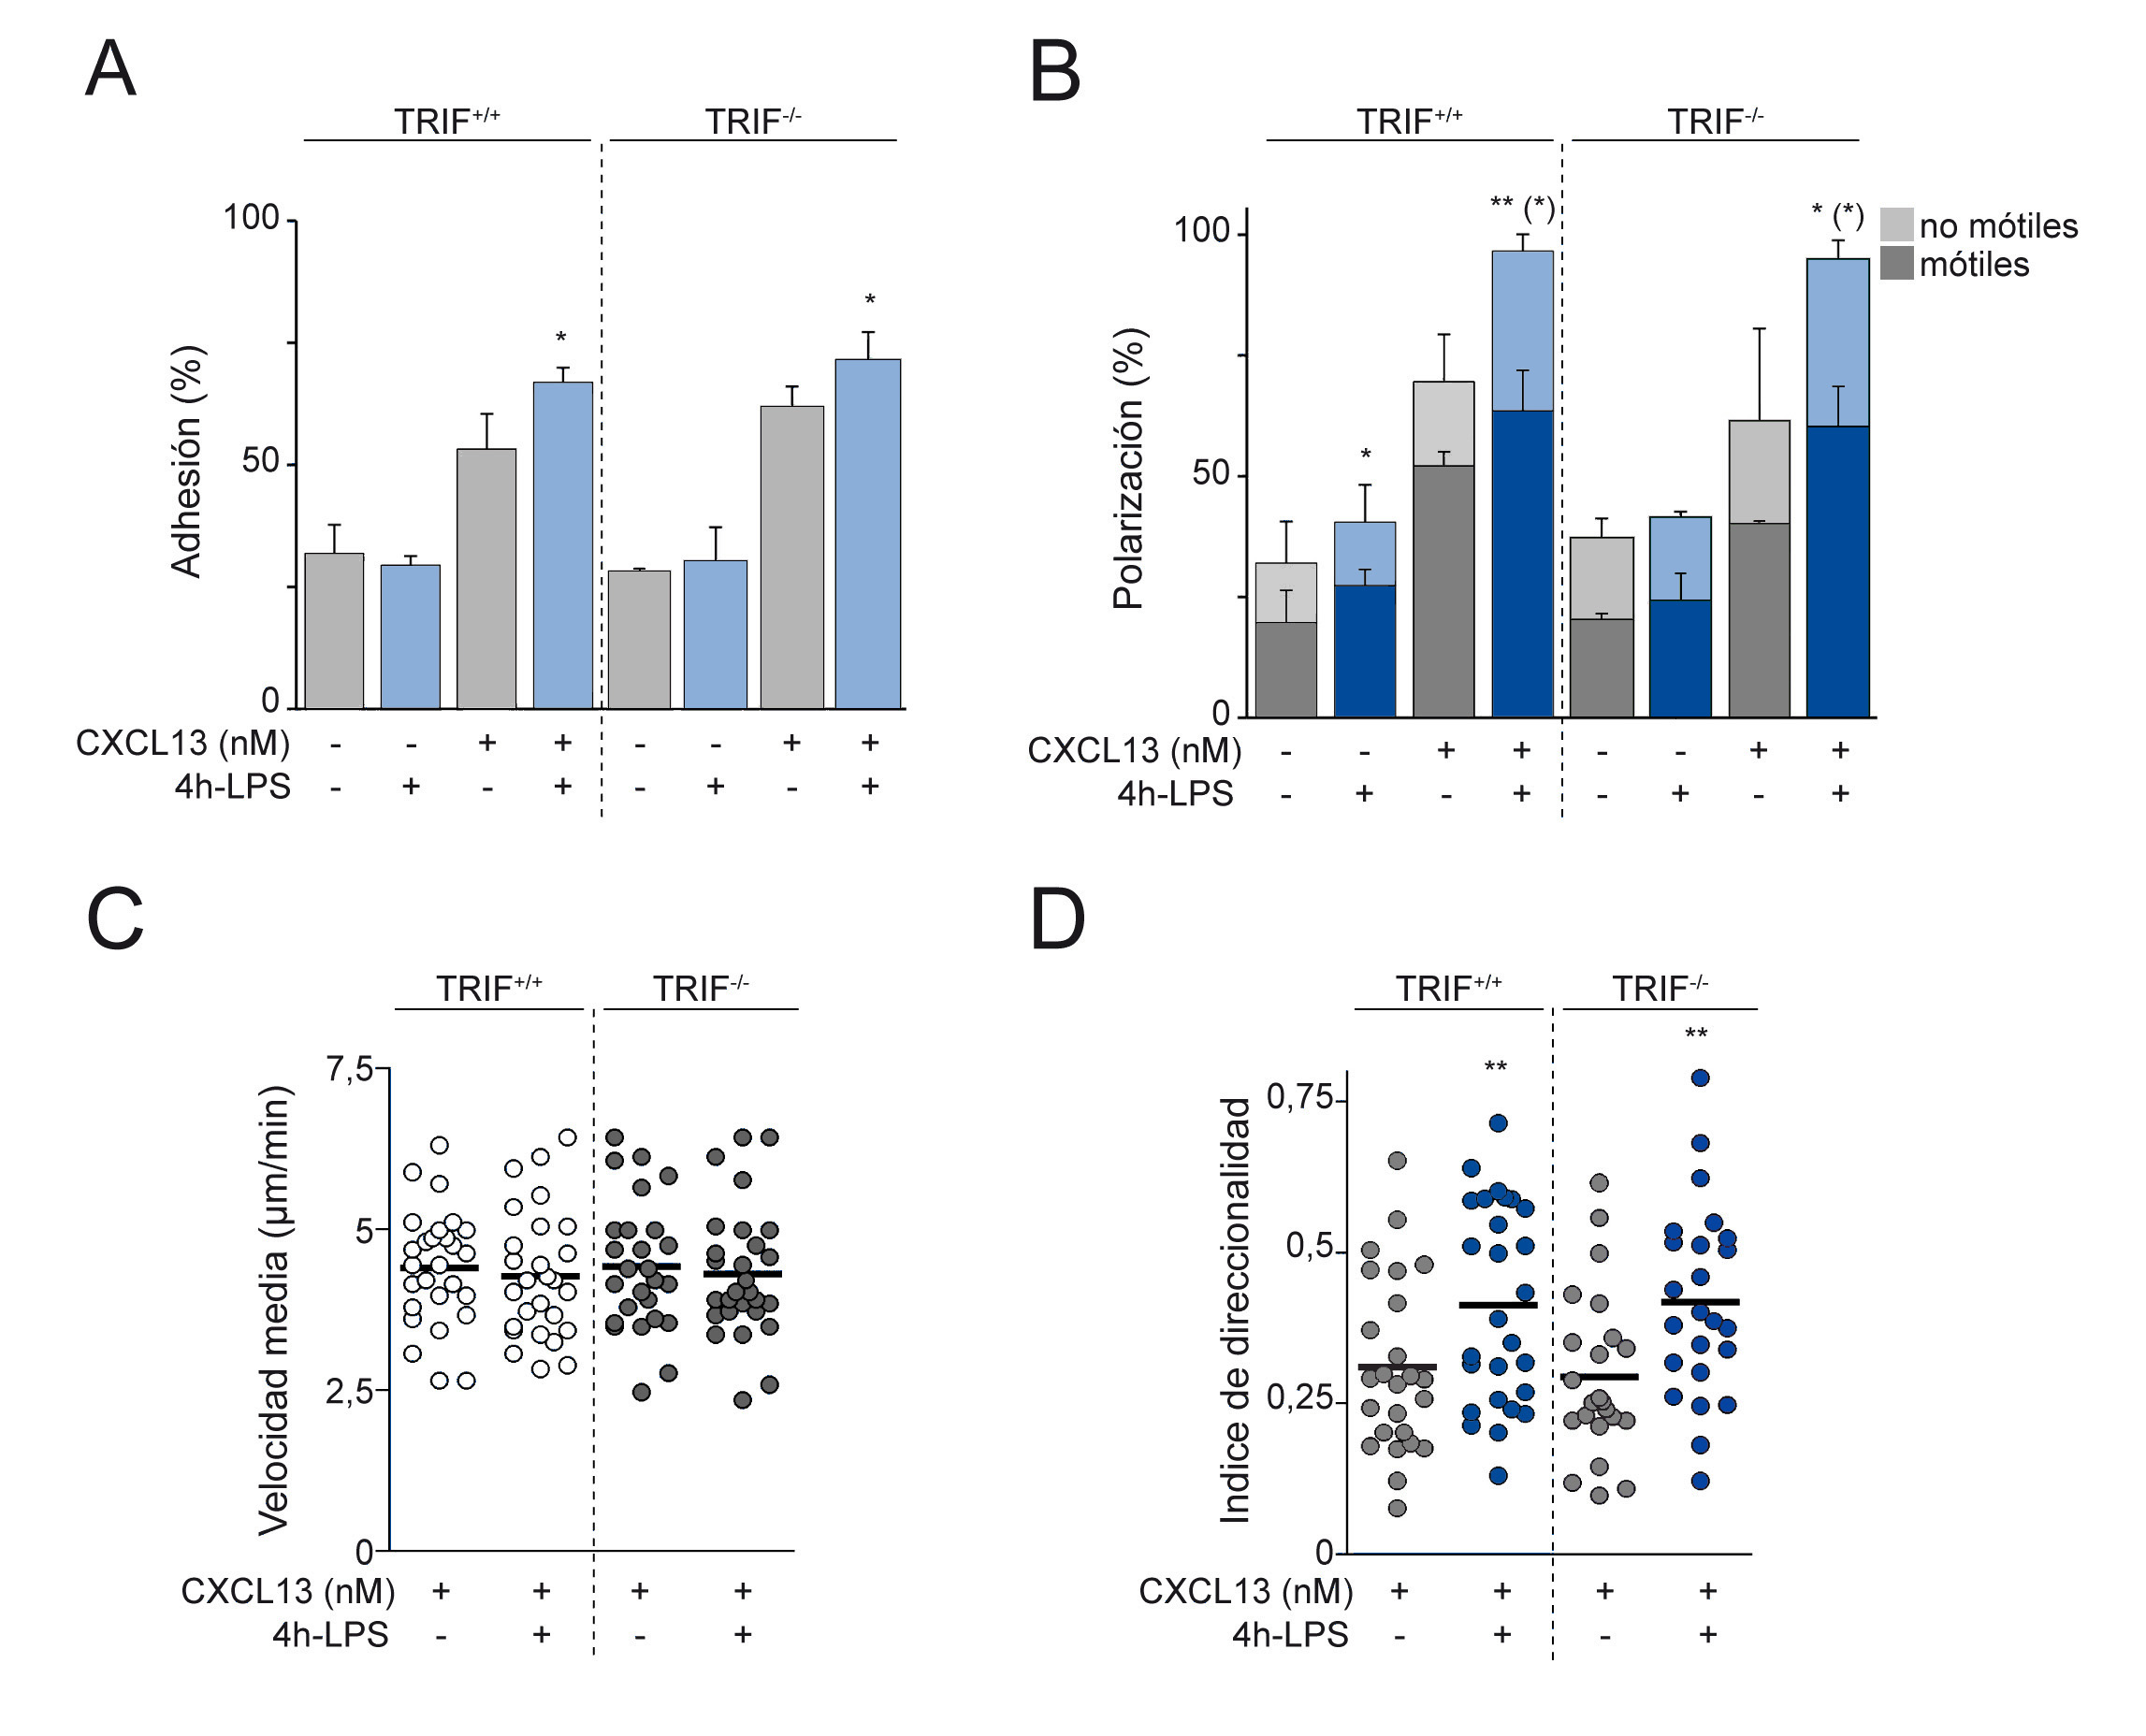 A
TRIF+/+ TRIF-/-
* *
100
50
0
Adhesión (%)
CXCL13 (nM) - - + + - - + +
4h-LPS - + - + - + - +
B
TRIF+/+ TRIF-/-
* ** (*) * (*)
no mótiles
mótiles
100
50
0
Polarización (%)
CXCL13 (nM) - - + + - - + +
4h-LPS - + - + - + - +
C
TRIF+/+ TRIF-/-
7,5
5
2,5
0
Velocidad media (µm/min)
CXCL13 (nM) + + + +
4h-LPS - + - +
D
TRIF+/+ TRIF-/-
** **
0,75
0,5
0,25
0
Indice de direccionalidad
CXCL13 (nM) + + + +
4h-LPS - + - +